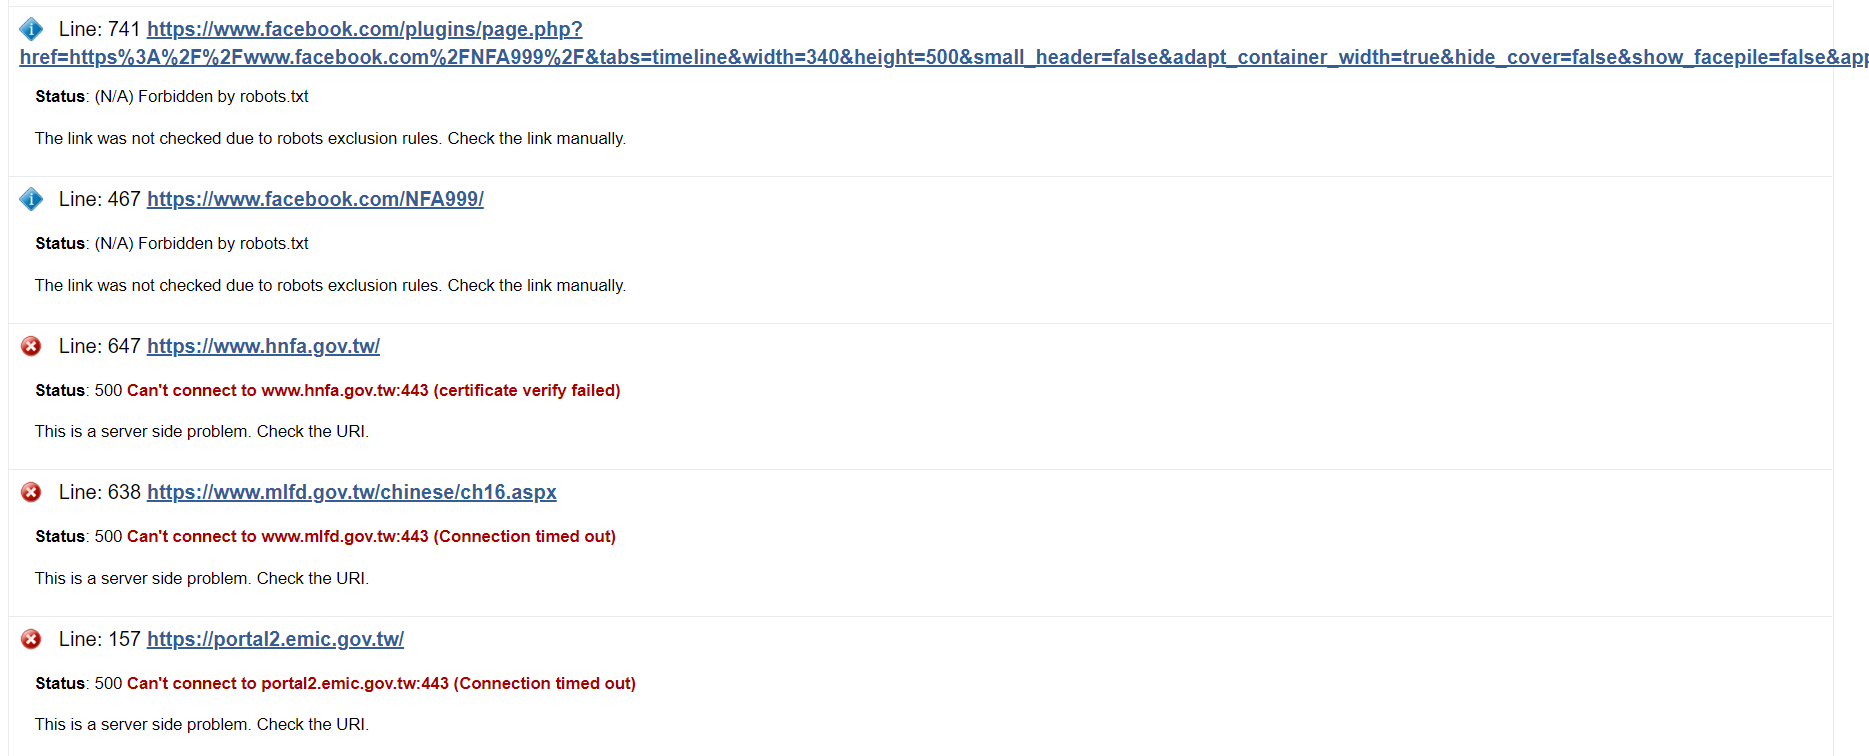 Line: 741 https://www.facebook.com/plugins/page.php?
href=https%3A%2F%2Fwww.facebook.com%2FNFA999%2F&tabs=timeline&width=340&height=500&small_header=false&adapt_container_width=true&hide_cover=false&show_facepile=false&app
Status: (N/A) Forbidden by robots.txt
The link was not checked due to robots exclusion rules. Check the link manually.
Line: 467 https://www.facebook.com/NFA999/
Status: (N/A) Forbidden by robots.txt
The link was not checked due to robots exclusion rules. Check the link manually.
Line: 647 https://www.hnfa.gov.tw/
Status: 500 Can't connect to www.hnfa.gov.tw:443 (certificate verify failed)
This is a server side problem. Check the URI.
Line: 638 https://www.mlfd.gov.tw/chinese/ch16.aspx
Status: 500 Can't connect to www.mlfd.gov.tw:443 (Connection timed out)
This is a server side problem. Check the URI.
Line: 157 https://portal2.emic.gov.tw/
Status: 500 Can't connect to portal2.emic.gov.tw:443 (Connection timed out)
This is a server side problem. Check the URI.